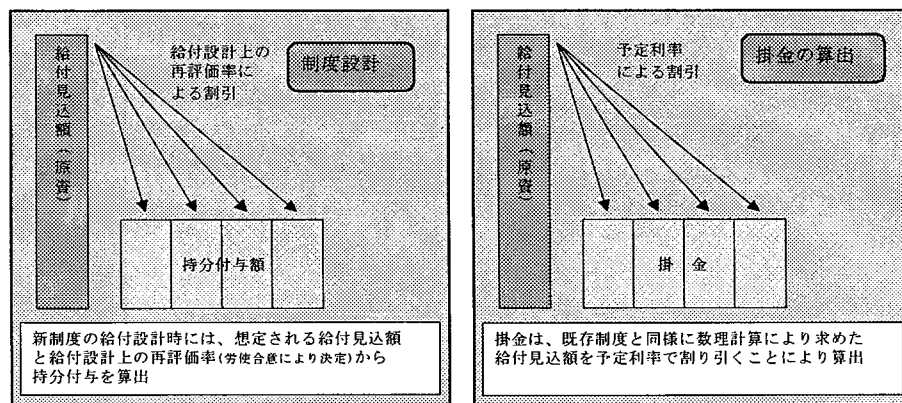 給付見込額(原資)
給付設計上の
再評価率に
よる割引
制度設計
持分付与額
新制度の給付設計時には、想定される給付見込額
と給付設計上の再評価率(労使合意により決定)から
持分付与を算出
給付見込額(原資)
予定利率
による割引
掛金の算出
掛 金
掛金は、既存制度と同様に数理計算により求めた
給付見込額を予定利率で割り引くことにより算出